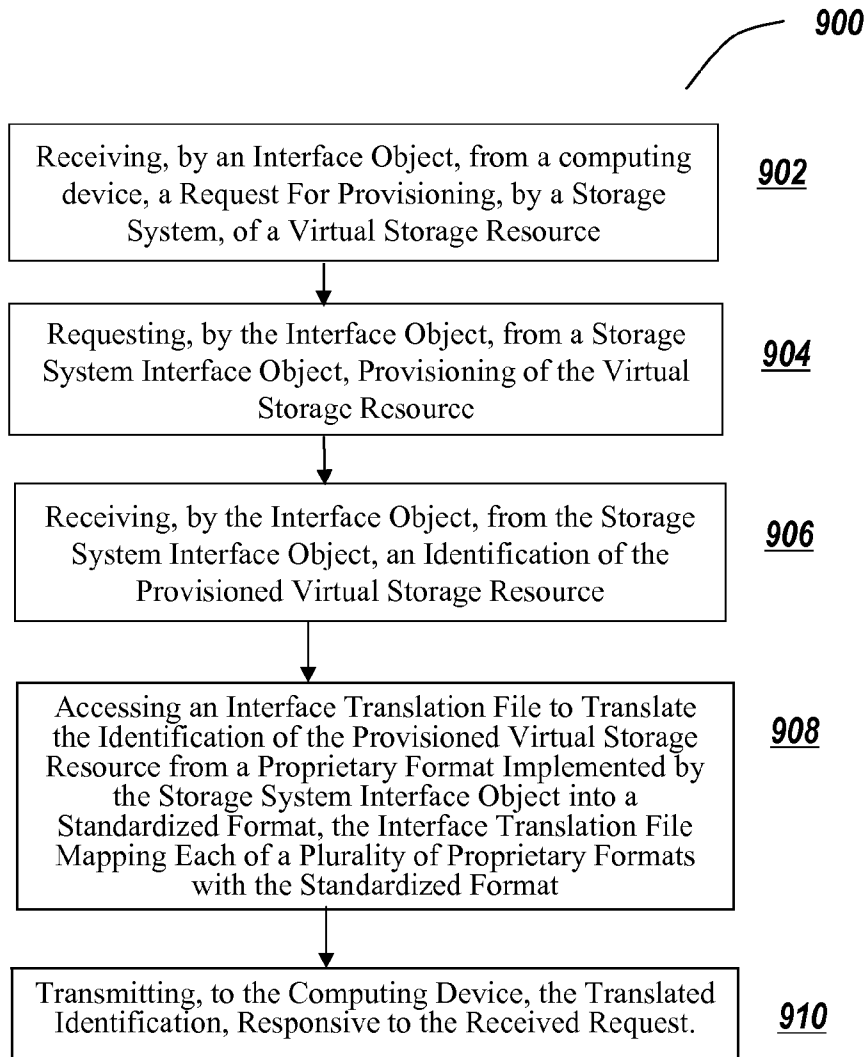 900
Receiving, by an Interface Object, from a computing
device, a Request For Provisioning, by a Storage
System, of a Virtual Storage Resource
902
Requesting, by the Interface Object, from a Storage
System Interface Object, Provisioning of the Virtual
Storage Resource
904
Receiving, by the Interface Object, from the Storage
System Interface Object, an Identification of the
Provisioned Virtual Storage Resource
906
Accessing an Interface Translation File to Translate
the Identification of the Provisioned Virtual Storage
Resource from a Proprietary Format Implemented by
the Storage System Interface Object into a
Standardized Format, the Interface Translation File
Mapping Each of a Plurality of Proprietary Formats
with the Standardized Format
908
Transmitting, to the Computing Device, the Translated
Identification, Responsive to the Received Request.
910